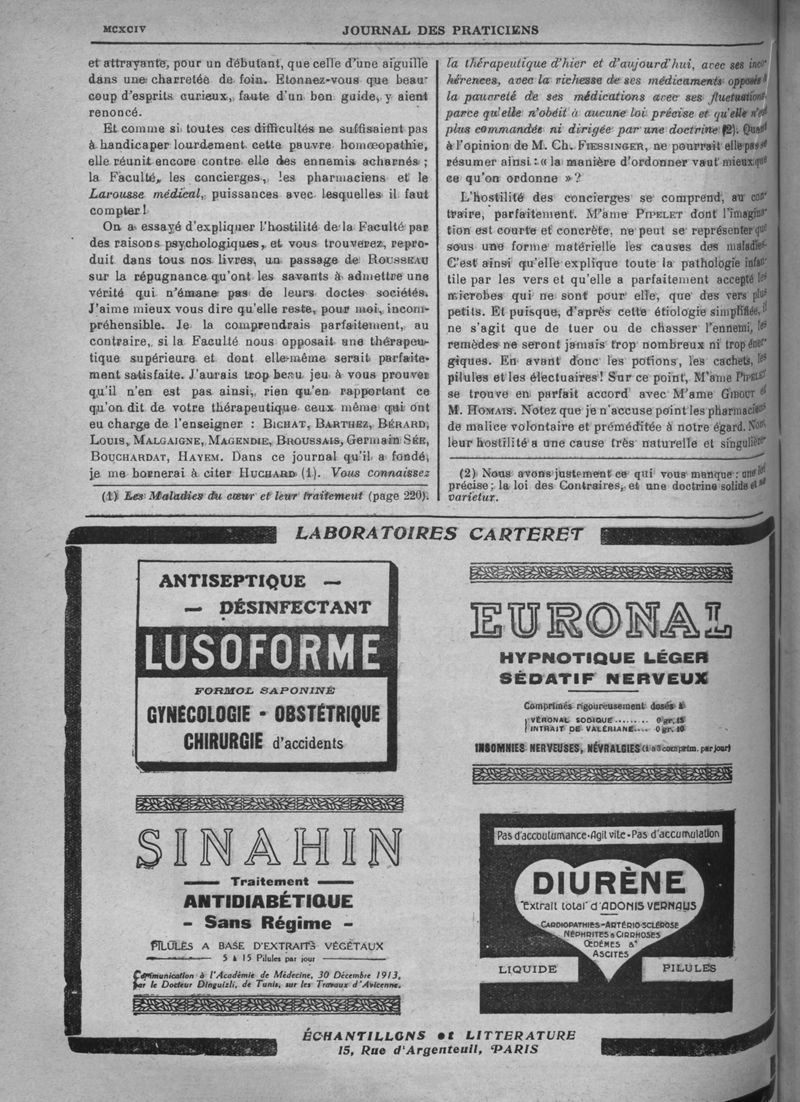 MCXCIV
JOURNAL DES PRATICIENS
et attrayante, pour un débutant, que celle d'une aiguille
dans une charretée de foin. Etonnez-vous que beau-
coup d'esprits curieux, faute d'un bon guide, y aient
renoncé.
Et comme si toutes ces difficultés ne suffisaient pas
à handicaper lourdement cette pauvre homœopathie,
elle réunit encore contre elle des ennemis acharnés ;
la Faculté, les concierges, les pharmaciens et le
Larousse médical, puissances avec lesquelles il faut
compter !
On a essayé d'expliquer l'hostilité de la Faculté par
des raisons psychologiques, et vous trouverez, repro-
duit dans tous nos livres, un passage de ROUSSEAU
sur la répugnance qu'ont les savants à admettre une
vérité qui n'émane pas de leurs doctes sociétés.
J'aime mieux vous dire qu'elle reste, pour moi, incom-
préhensible. Je la comprendrais parfaitement, au
contraire, si la Faculté nous opposait une thérapeu-
tique supérieure et dont elle-même serait parfaite-
ment satisfaite. J'aurais trop beau jeu à vous prouver
qu'il n'en est pas ainsi, rien qu'en rapportant ce
qu'on dit de votre thérapeutique ceux même qui ont
eu charge de l'enseigner : BICHAT, BARTHEZ, BÉRARD,
LOUIS, MALGAIGNE, MAGENDIE, BROUSSAIS, Germain SÉE,
BOUCHARDAT, HAYEM. Dans ce journal qu'il a fondé,
je me bornerai à citer HUCHARD (1). Vous connaissez
(1) Les Maladies du cœur et leur traitement (page 220).
la thérapeutique d'hier et d'aujourd'hui, avec ses inco-
hérences, avec la richesse de ses médicaments opposée à
la pauvreté de ses médications avec ses fluctuations
parce qu'elle n'obéit à aucune loi précise et qu'elle n'est
plus commandée ni dirigée par une doctrine (2). Quant
à l'opinion de M. CH. FIESSINGER, ne pourrait elle pas se
résumer ainsi : « la manière d'ordonner vaut mieux que
ce qu'on ordonne » ?
L'hostilité des concierges se comprend, au con-
traire, parfaitement. M'ame PIPELET dont l'imagina-
tion est courte et concrète, ne peut se représenter que
sous une forme matérielle les causes des maladies.
C'est ainsi qu'elle explique toute la pathologie infan-
tile par les vers et qu'elle a parfaitement accepté les
microbes qui ne sont pour elle, que des vers plus
petits. Et puisque, d'après cette étiologie simplifiée, il
ne s'agit que de tuer ou de chasser l'ennemi, les
remèdes ne seront jamais trop nombreux ni trop éner-
giques. En avant donc les potions, les cachets, les
pilules et les électuaires ! Sur ce point, M'ame PIPELET
se trouve en parfait accord avec M'ame GIBOUT et
M. HOMAIS. Notez que je n'accuse point les pharmaciens
de malice volontaire et préméditée à notre égard. Non,
leur hostilité a une cause très naturelle et singulière-
(2) Nous avons justement ce qui vous manque : une loi
précise ; la loi des Contraires, et une doctrine solide et ne
varietur.
LABORATOIRES CARTERET
ANTISEPTIQUE —
— DÉSINFECTANT
LUSOFORME
FORMOL SAPONINÉ
GYNÉCOLOGIE - OBSTÉTRIQUE
CHIRURGIE d'accidents
EURONAL
HYPNOTIQUE LÉGER
SÉDATIF NERVEUX
Comprimés rigoureusement dosés à
VÉRONAL SODIQUE........ 0 gr. 15
INTRAIT DE VALÉRIANE.... 0 gr. 10
INSOMNIES NERVEUSES, NÉVRALGIES (1 à 3 comprim. par jour)
SINAHIN
Traitement
ANTIDIABÉTIQUE
- Sans Régime -
PILULES A BASE D'EXTRAITS VÉGÉTAUX
5 à 15 Pilules par jour
Communication à l'Académie de Médecine, 30 Décembre 1913,
par le Docteur Dinguizli, de Tunis, sur les Travaux d'Avicenne.
Pas d'accoutumance-Agit vite-Pas d'accumulation
DIURÈNE
"Extrait total" d'ADONIS VERNALIS
CARDIOPATHIES-ARTÉRIO-SCLÉROSE
NÉPHRITES & CIRRHOSES
ŒDÈMES &
ASCITES
LIQUIDE
PILULES
ÉCHANTILLONS et LITTERATURE
15, Rue d'Argenteuil, PARIS